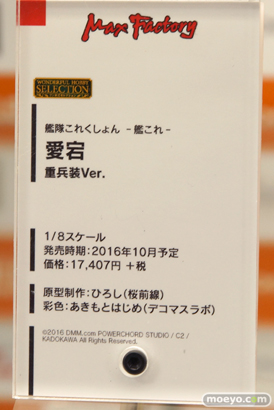 Max Factory
WONDERFUL HOBBY
SELECTION
艦隊これくしょん -艦これ-
愛宕
重兵装Ver.
1/8スケール
発売時期：2016年10月予定
価格：17,407円 +税
原型制作：ひろし（桜前線）
彩色：あきもとはじめ（デコマスラボ）
©2016 DMM.com POWERCHORD STUDIO / C2 /
KADOKAWA All Rights Reserved.
moeyo.com